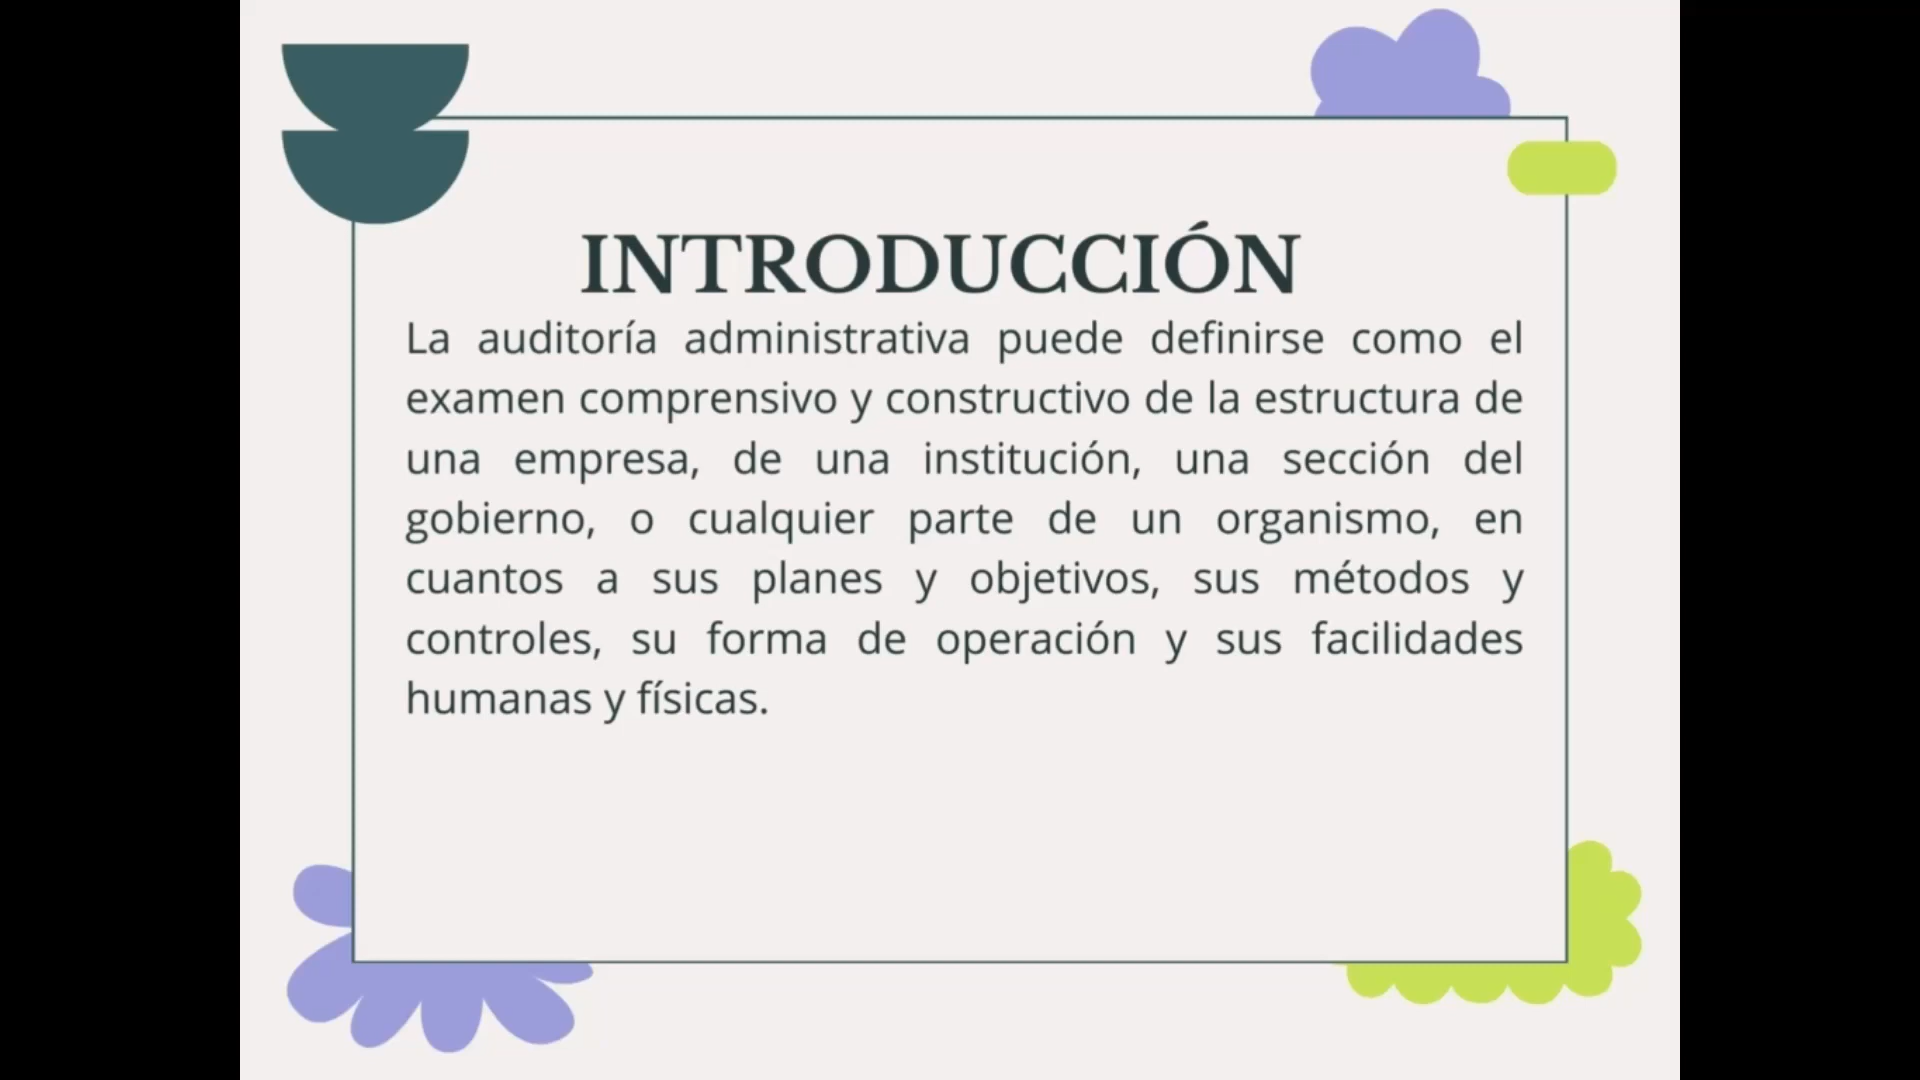 INTRODUCCIÓN
La auditoría administrativa puede definirse como el
examen comprensivo y constructivo de la estructura de
una empresa, de una institución, una sección del
gobierno, o cualquier parte de un organismo, en
cuantos a sus planes y objetivos, sus métodos y
controles, su forma de operación y sus facilidades
humanas y físicas.